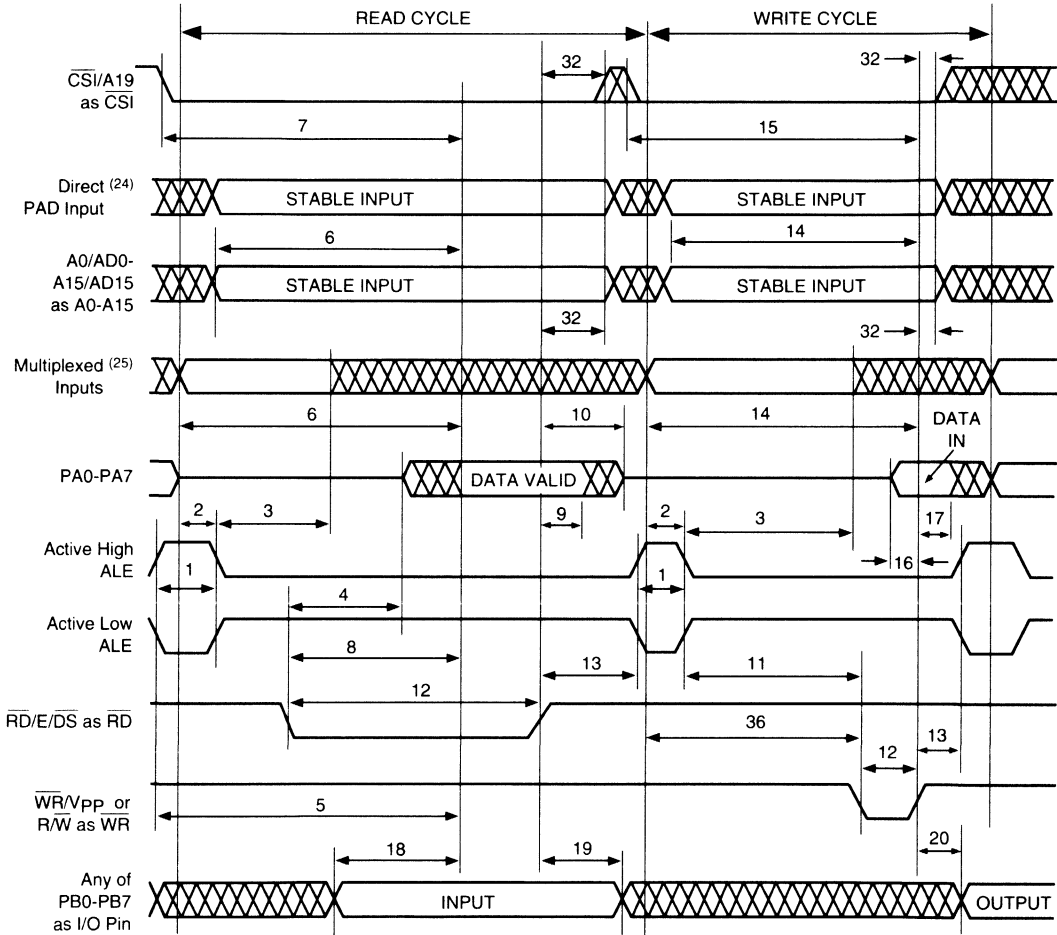 READ CYCLE
WRITE CYCLE
32
32
CSI/A19
as CSI
7
15
Direct (24)
PAD Input
STABLE INPUT
STABLE INPUT
6
14
A0/AD0-
A15/AD15
as A0-A15
STABLE INPUT
STABLE INPUT
32
32
Multiplexed (25)
Inputs
6
10
14
DATA
IN
PA0-PA7
DATA VALID
2
3
9
2
3
17
Active High
ALE
1
1
16
4
Active Low
ALE
8
13
11
12
RD/E/DS as RD
36
12
13
WR/VPP or
R/W as WR
5
20
18
19
Any of
PB0-PB7
as I/O Pin
INPUT
OUTPUT